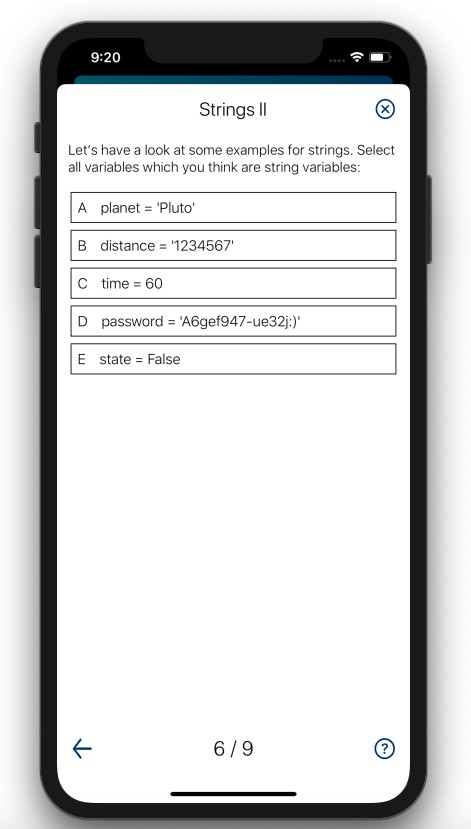 9:20
Strings II
Let's have a look at some examples for strings. Select
all variables which you think are string variables:
A planet = 'Pluto'
B distance = '1234567'
C time = 60
D password = 'A6gef947-ue32j:)'
E state = False
6 / 9
?